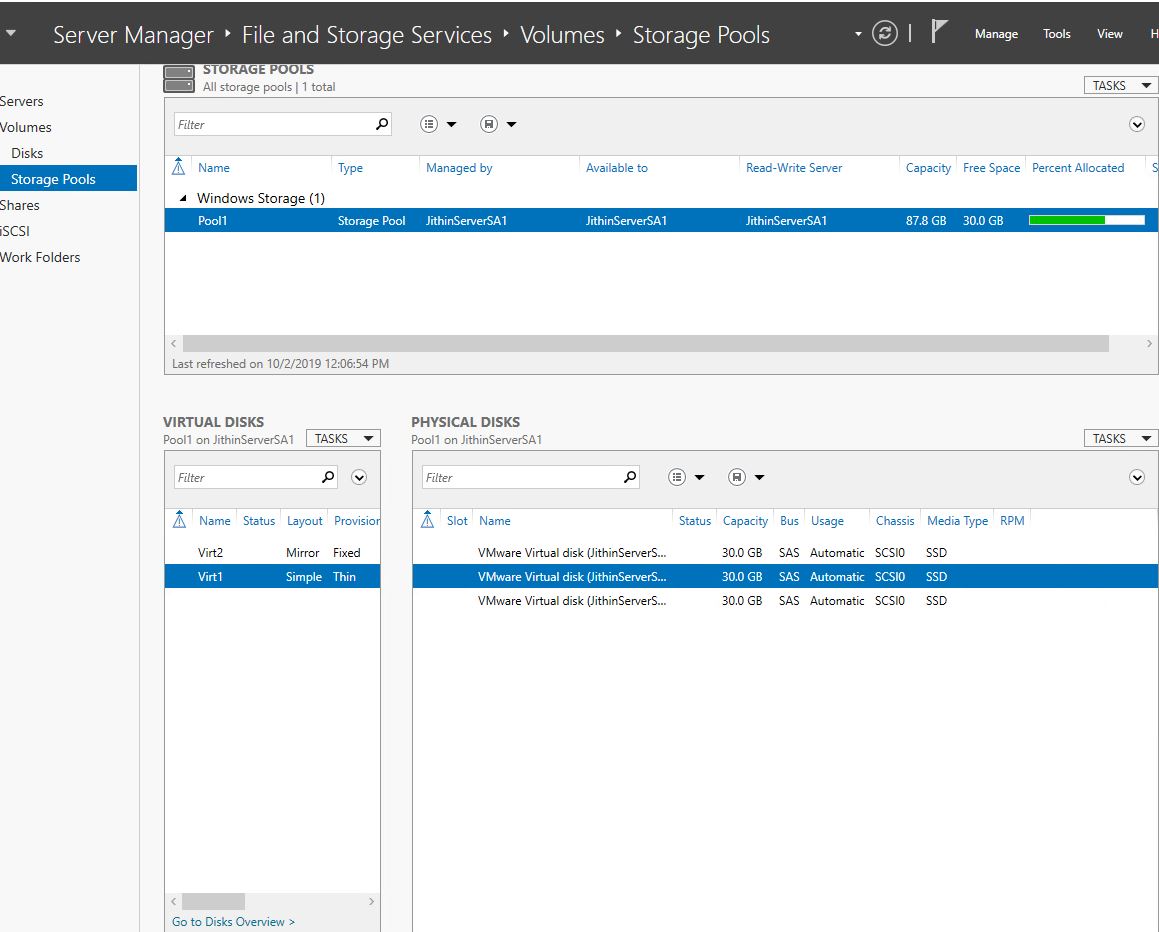 Server Manager ‣ File and Storage Services ‣ Volumes ‣ Storage Pools
Manage Tools View H
Servers
Volumes
Disks
Storage Pools
Shares
iSCSI
Work Folders
STORAGE POOLS
All storage pools | 1 total
TASKS
Filter
Name Type Managed by Available to Read-Write Server Capacity Free Space Percent Allocated S
Windows Storage (1)
Pool1 Storage Pool JithinServerSA1 JithinServerSA1 JithinServerSA1 87.8 GB 30.0 GB
Last refreshed on 10/2/2019 12:06:54 PM
VIRTUAL DISKS
Pool1 on JithinServerSA1
TASKS
Filter
Name Status Layout Provision
Virt2 Mirror Fixed
Virt1 Simple Thin
Go to Disks Overview >
PHYSICAL DISKS
Pool1 on JithinServerSA1
TASKS
Filter
Slot Name Status Capacity Bus Usage Chassis Media Type RPM
VMware Virtual disk (JithinServerS... 30.0 GB SAS Automatic SCSI0 SSD
VMware Virtual disk (JithinServerS... 30.0 GB SAS Automatic SCSI0 SSD
VMware Virtual disk (JithinServerS... 30.0 GB SAS Automatic SCSI0 SSD